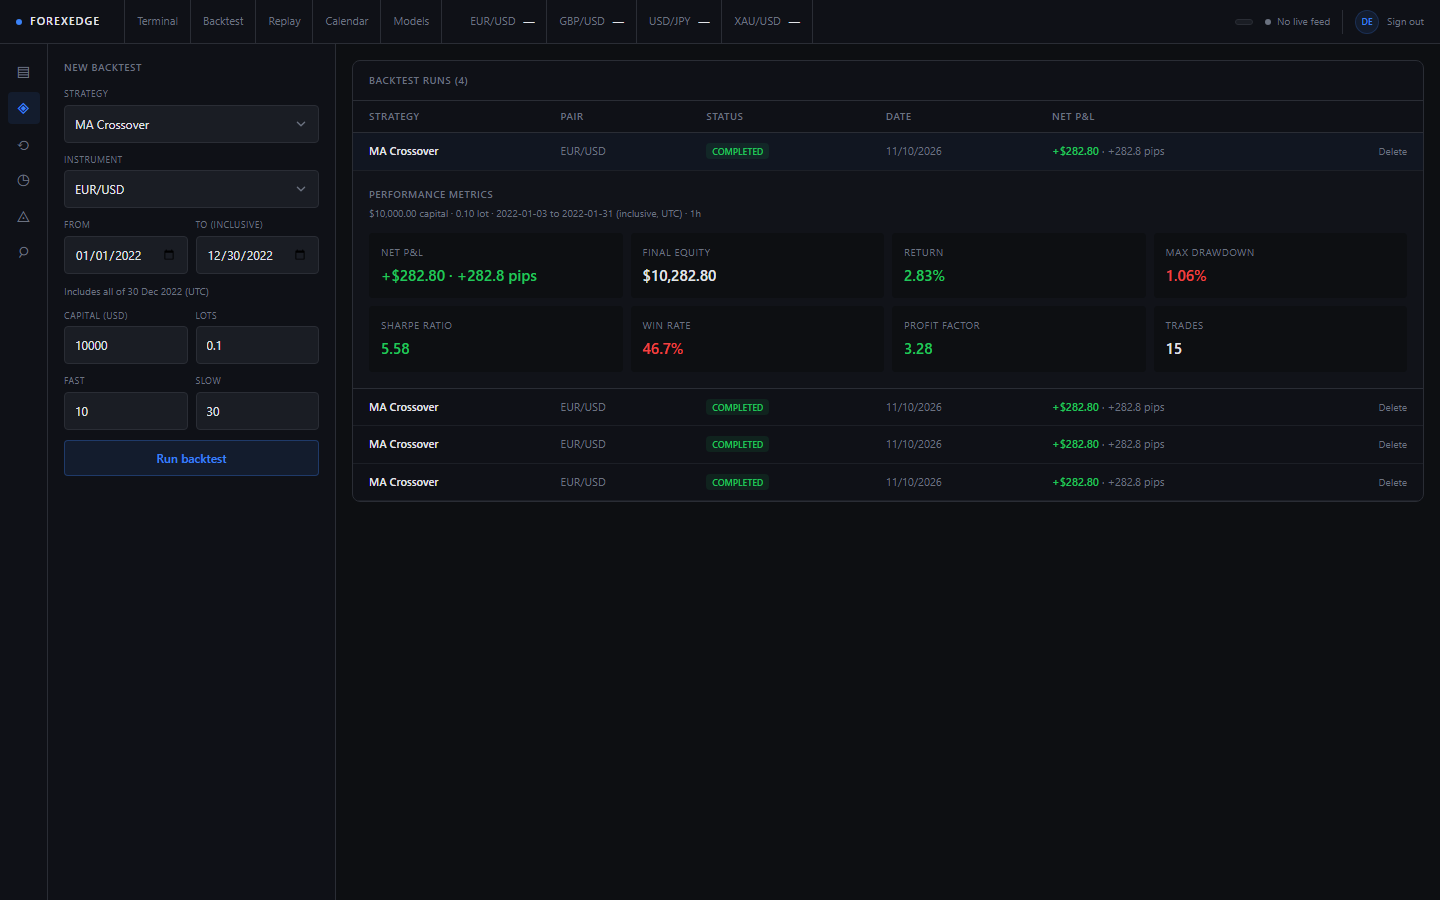 FOREXEDGE Terminal Backtest Replay Calendar Models EUR/USD — GBP/USD — USD/JPY — XAU/USD — No live feed DE Sign out
NEW BACKTEST
STRATEGY
MA Crossover
INSTRUMENT
EUR/USD
FROM TO (INCLUSIVE)
01/01/2022 12/30/2022
Includes all of 30 Dec 2022 (UTC)
CAPITAL (USD) LOTS
10000 0.1
FAST SLOW
10 30
Run backtest
BACKTEST RUNS (4)
STRATEGY PAIR STATUS DATE NET P&L
MA Crossover EUR/USD COMPLETED 11/10/2026 +$282.80 · +282.8 pips Delete
PERFORMANCE METRICS
$10,000.00 capital · 0.10 lot · 2022-01-03 to 2022-01-31 (inclusive, UTC) · 1h
NET P&L FINAL EQUITY RETURN MAX DRAWDOWN
+$282.80 · +282.8 pips $10,282.80 2.83% 1.06%
SHARPE RATIO WIN RATE PROFIT FACTOR TRADES
5.58 46.7% 3.28 15
MA Crossover EUR/USD COMPLETED 11/10/2026 +$282.80 · +282.8 pips Delete
MA Crossover EUR/USD COMPLETED 11/10/2026 +$282.80 · +282.8 pips Delete
MA Crossover EUR/USD COMPLETED 11/10/2026 +$282.80 · +282.8 pips Delete